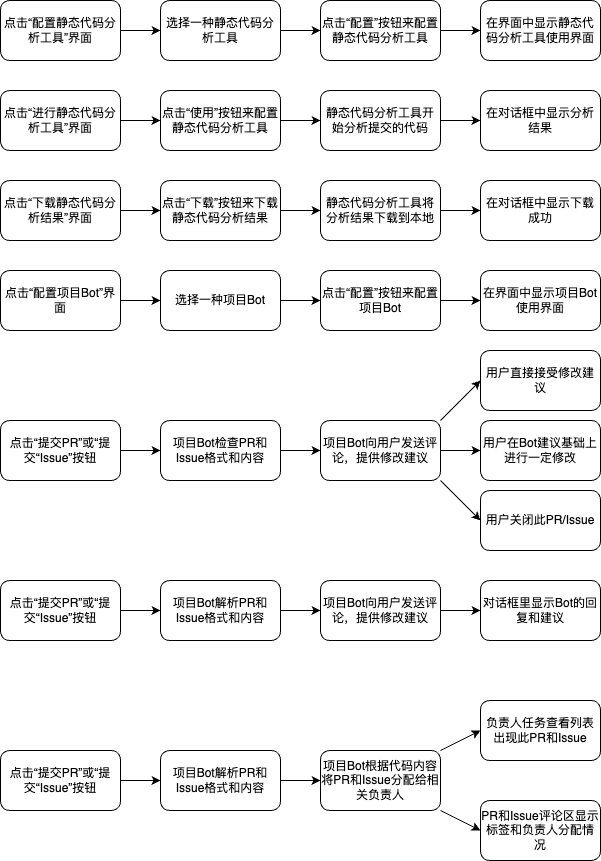 点击“配置静态代码分
析工具”界面
选择一种静态代码分
析工具
点击“配置”按钮来配置
静态代码分析工具
在界面中显示静态代
码分析工具使用界面
点击“进行静态代码分
析工具”界面
点击“使用”按钮来配置
静态代码分析工具
静态代码分析工具开
始分析提交的代码
在对话框中显示分析
结果
点击“下载静态代码分
析结果”界面
点击“下载”按钮来下载
静态代码分析结果
静态代码分析工具将
分析结果下载到本地
在对话框中显示下载
成功
点击“配置项目Bot”界
面
选择一种项目Bot
点击“配置”按钮来配置
项目Bot
在界面中显示项目Bot
使用界面
点击“提交PR”或“提
交“Issue”按钮
项目Bot检查PR和
Issue格式和内容
项目Bot向用户发送评
论，提供修改建议
用户直接接受修改建
议
用户在Bot建议基础上
进行一定修改
用户关闭此PR/Issue
点击“提交PR”或“提
交“Issue”按钮
项目Bot解析PR和
Issue格式和内容
项目Bot向用户发送评
论，提供修改建议
对话框里显示Bot的回
复和建议
点击“提交PR”或“提
交“Issue”按钮
项目Bot解析PR和
Issue格式和内容
项目Bot根据代码内容
将PR和Issue分配给相
关负责人
负责人任务查看列表
出现此PR和Issue
PR和Issue评论区显示
标签和负责人分配情
况